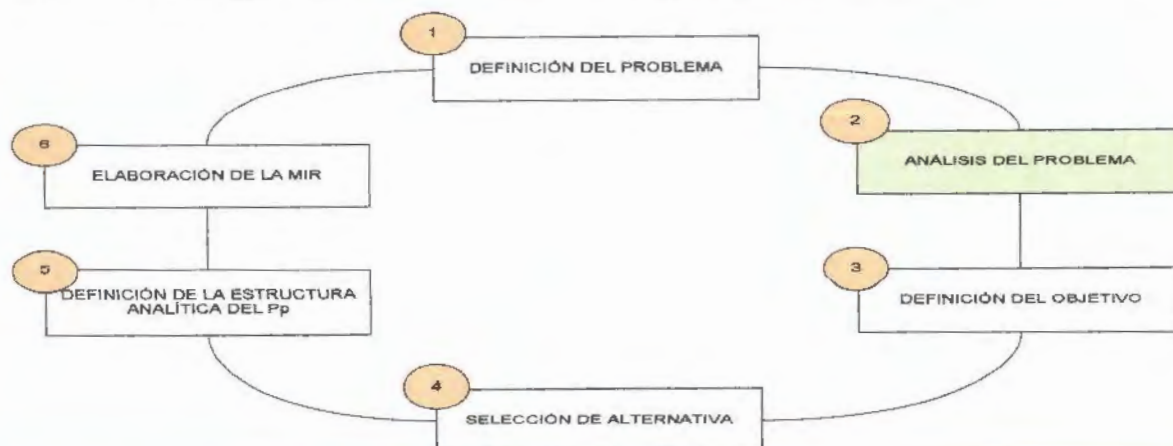 1
DEFINICIÓN DEL PROBLEMA
2
ANÁLISIS DEL PROBLEMA
3
DEFINICIÓN DEL OBJETIVO
4
SELECCIÓN DE ALTERNATIVA
5
DEFINICIÓN DE LA ESTRUCTURA
ANALÍTICA DEL Pp
6
ELABORACIÓN DE LA MIR